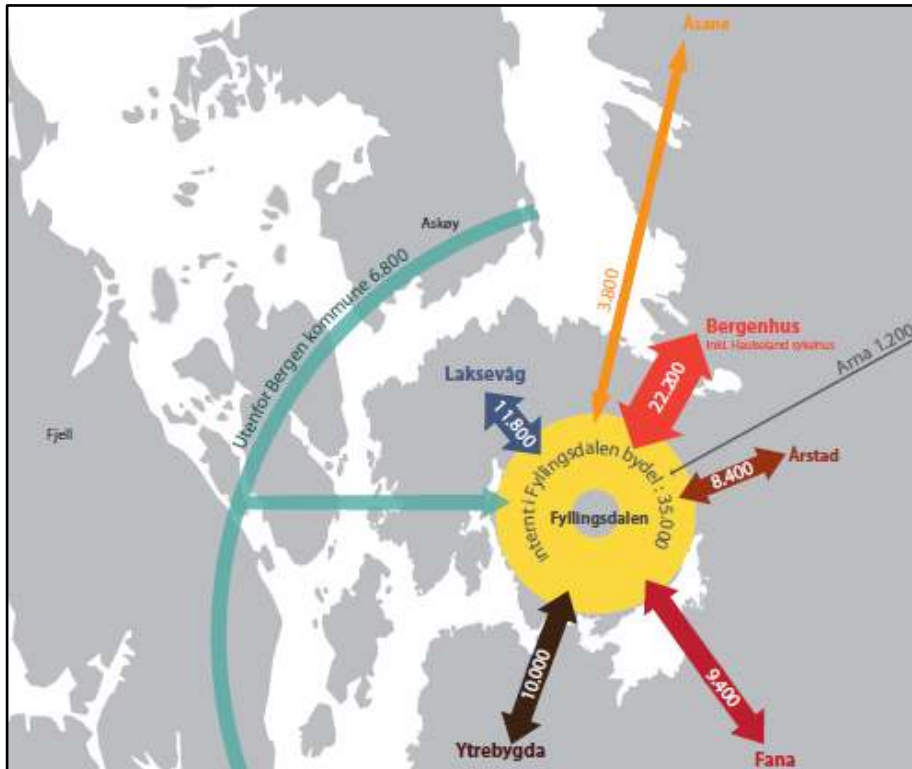 Åsane
Askøy
Utenfor Bergen kommune 6.800
3.800
Bergenhus
Inkl. Haukeland sykehus
Arna 1.200
22.200
Laksevåg
11.800
Fjell
Årstad
8.400
internt i Fyllingsdalen bydel : 35.000
Fyllingsdalen
10.000
9.400
Ytrebygda
Fana